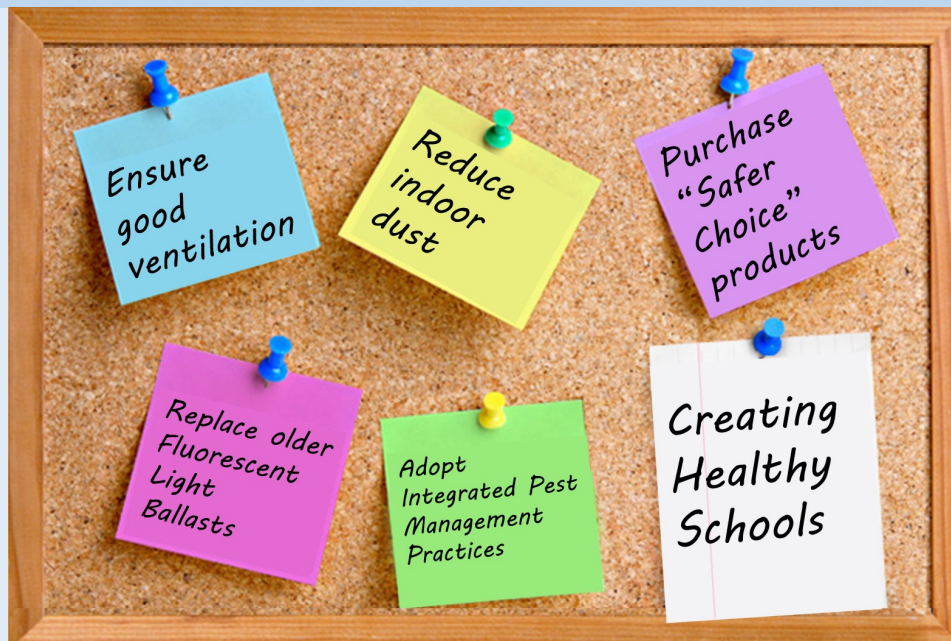 Ensure
good
ventilation
Reduce
indoor
dust
Purchase
“Safer
Choice”
products
Replace older
Fluorescent
Light
Ballasts
Adopt
Integrated Pest
Management
Practices
Creating
Healthy
Schools